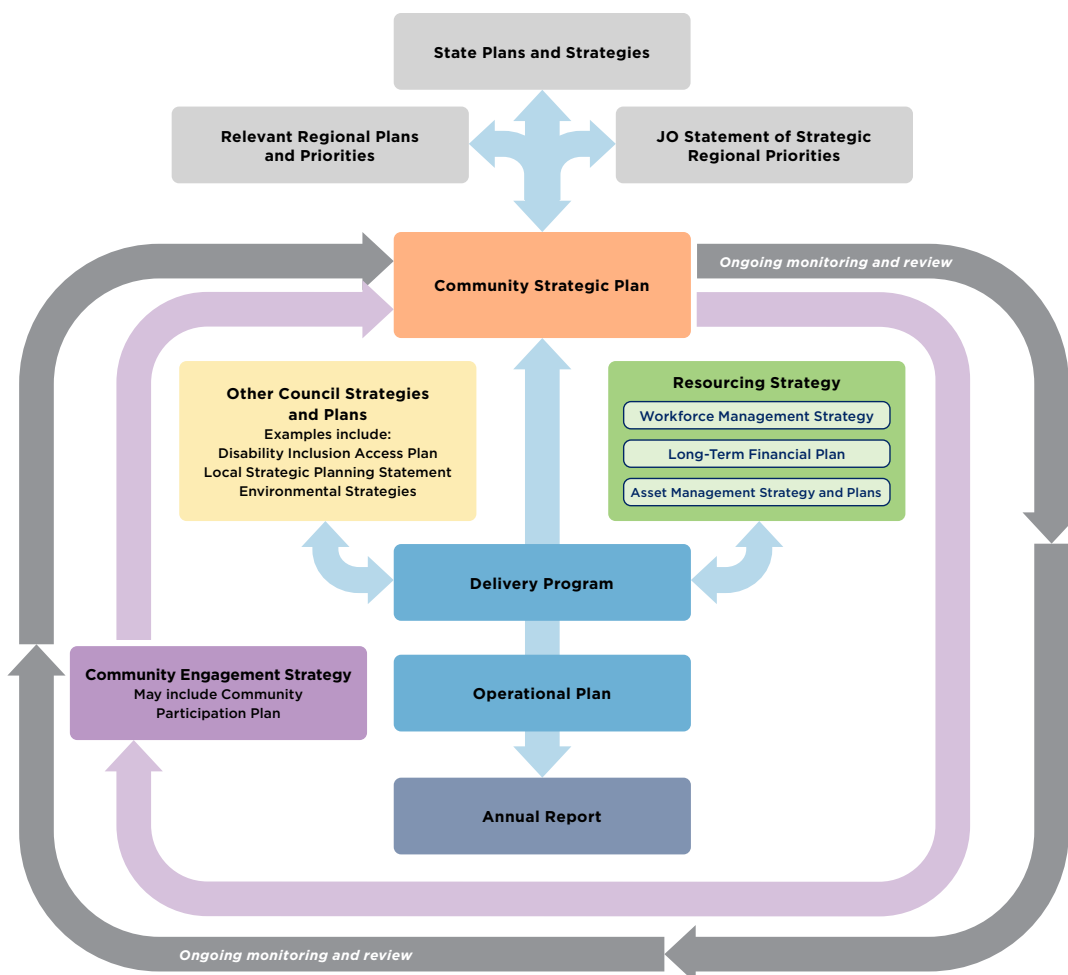 State Plans and Strategies
Relevant Regional Plans
and Priorities
JO Statement of Strategic
Regional Priorities
Community Strategic Plan
Ongoing monitoring and review
Other Council Strategies
and Plans
Examples include:
Disability Inclusion Access Plan
Local Strategic Planning Statement
Environmental Strategies
Resourcing Strategy
Workforce Management Strategy
Long-Term Financial Plan
Asset Management Strategy and Plans
Delivery Program
Community Engagement Strategy
May include Community
Participation Plan
Operational Plan
Annual Report
Ongoing monitoring and review